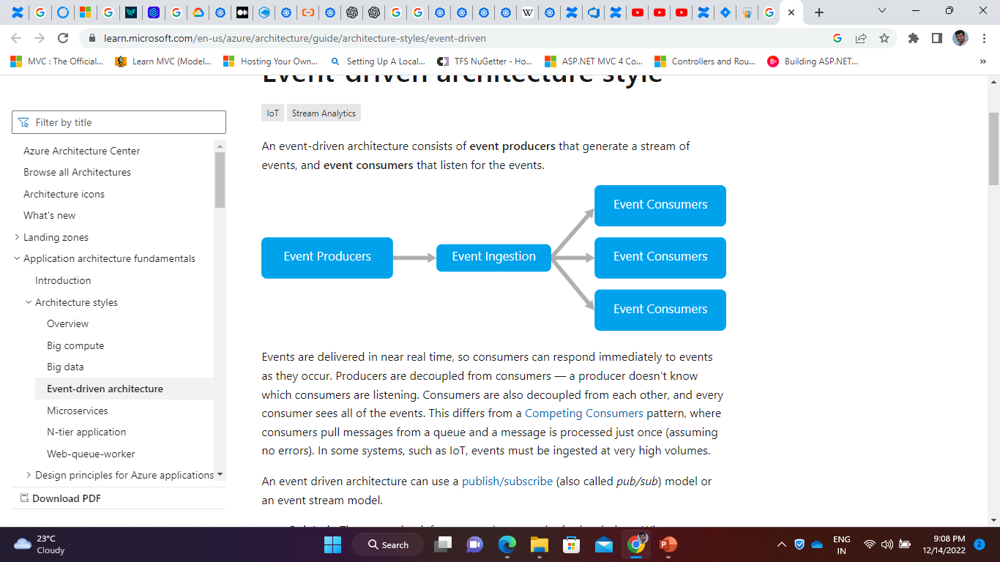 learn.microsoft.com/en-us/azure/architecture/guide/architecture-styles/event-driven
MVC : The Official...
Learn MVC (Model...
Hosting Your Own...
Setting Up A Local...
TFS NuGetter - Ho...
ASP.NET MVC 4 Co...
Controllers and Rou...
Building ASP.NET...
»
Filter by title
Azure Architecture Center
Browse all Architectures
Architecture icons
What's new
Landing zones
Application architecture fundamentals
Introduction
Architecture styles
Overview
Big compute
Big data
Event-driven architecture
Microservices
N-tier application
Web-queue-worker
Design principles for Azure applications
Download PDF
Event-driven architecture style
IoT
Stream Analytics
An event-driven architecture consists of event producers that generate a stream of
events, and event consumers that listen for the events.
Event Producers
Event Ingestion
Event Consumers
Event Consumers
Event Consumers
Events are delivered in near real time, so consumers can respond immediately to events
as they occur. Producers are decoupled from consumers — a producer doesn't know
which consumers are listening. Consumers are also decoupled from each other, and every
consumer sees all of the events. This differs from a Competing Consumers pattern, where
consumers pull messages from a queue and a message is processed just once (assuming
no errors). In some systems, such as IoT, events must be ingested at very high volumes.
An event driven architecture can use a publish/subscribe (also called pub/sub) model or
an event stream model.
23°C
Cloudy
Search
ENG
IN
9:08 PM
12/14/2022
2